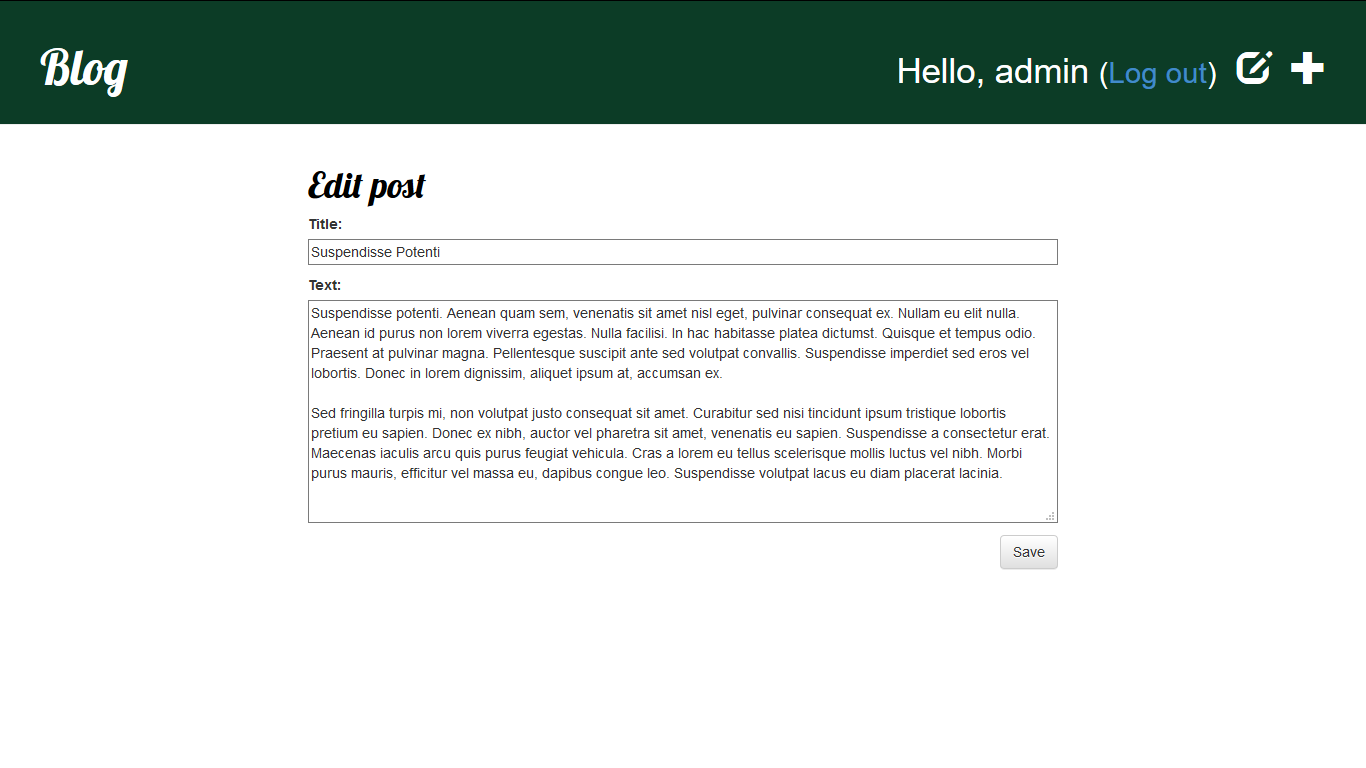 Blog
Hello, admin (Log out)
Edit post
Title:
Suspendisse Potenti
Text:
Suspendisse potenti. Aenean quam sem, venenatis sit amet nisl eget, pulvinar consequat ex. Nullam eu elit nulla.
Aenean id purus non lorem viverra egestas. Nulla facilisi. In hac habitasse platea dictumst. Quisque et tempus odio.
Praesent at pulvinar magna. Pellentesque suscipit ante sed volutpat convallis. Suspendisse imperdiet sed eros vel
lobortis. Donec in lorem dignissim, aliquet ipsum at, accumsan ex.
Sed fringilla turpis mi, non volutpat justo consequat sit amet. Curabitur sed nisi tincidunt ipsum tristique lobortis
pretium eu sapien. Donec ex nibh, auctor vel pharetra sit amet, venenatis eu sapien. Suspendisse a consectetur erat.
Maecenas iaculis arcu quis purus feugiat vehicula. Cras a lorem eu tellus scelerisque mollis luctus vel nibh. Morbi
purus mauris, efficitur vel massa eu, dapibus congue leo. Suspendisse volutpat lacus eu diam placerat lacinia.
Save